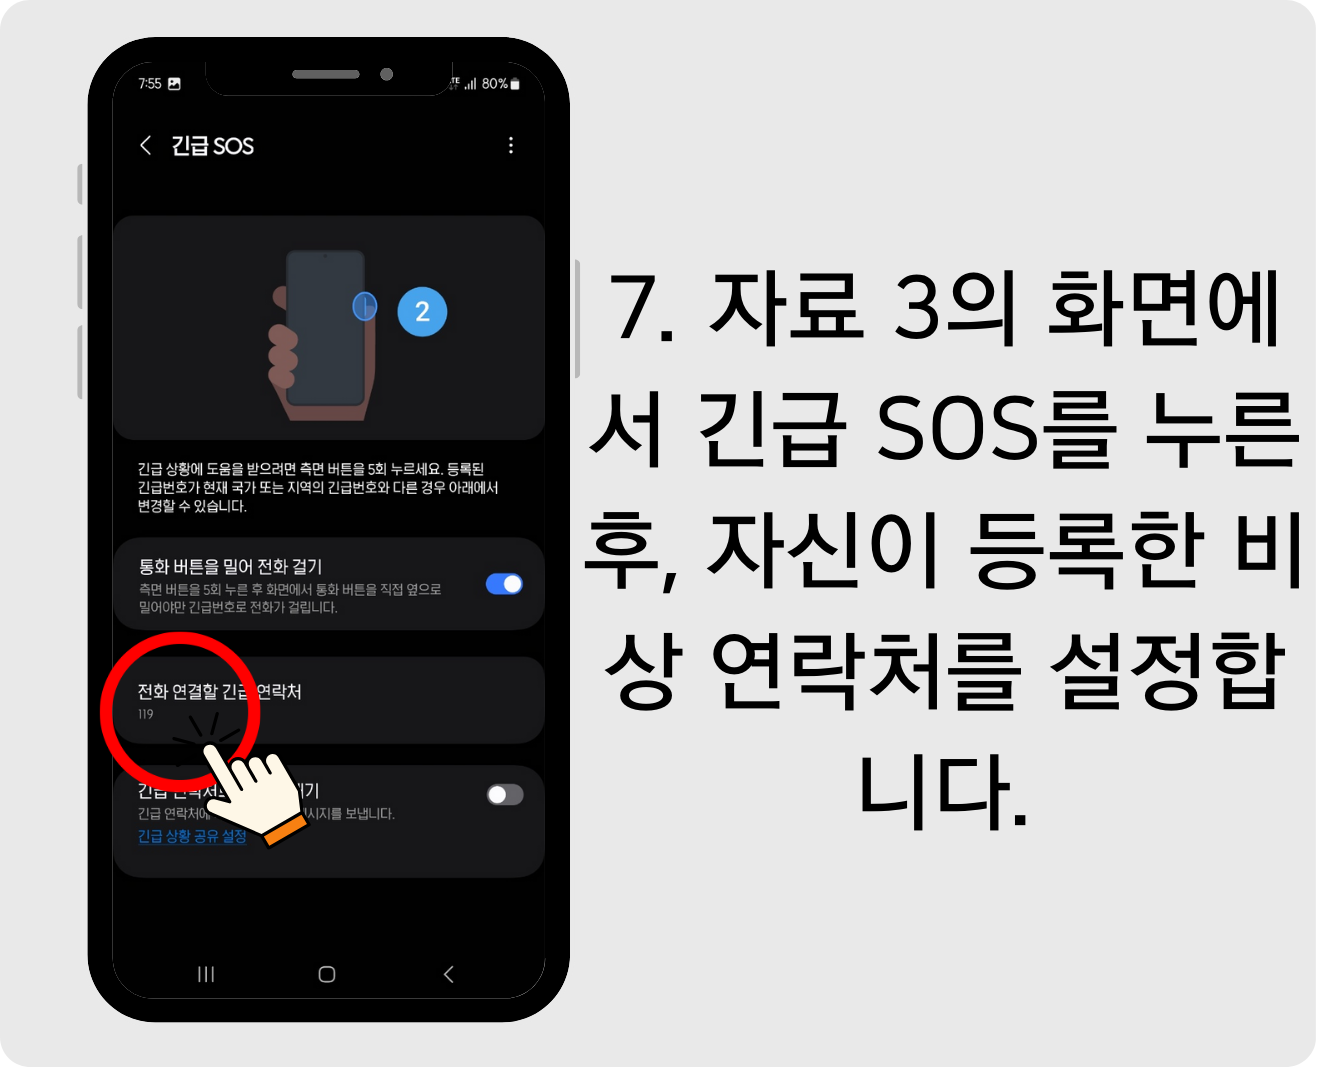 7:55
LTE 80%
긴급 SOS
2
긴급 상황에 도움을 받으려면 측면 버튼을 5회 누르세요. 등록된
긴급번호가 현재 국가 또는 지역의 긴급번호와 다른 경우 아래에서
변경할 수 있습니다.
통화 버튼을 밀어 전화 걸기
측면 버튼을 5회 누른 후 화면에서 통화 버튼을 직접 옆으로
밀어야만 긴급번호로 전화가 걸립니다.
전화 연결할 긴급 연락처
119
긴급
긴급 연락처에 보냅니다.
긴급 상황 공유 설정
7. 자료 3의 화면에
서 긴급 SOS를 누른
후, 자신이 등록한 비
상 연락처를 설정합
니다.